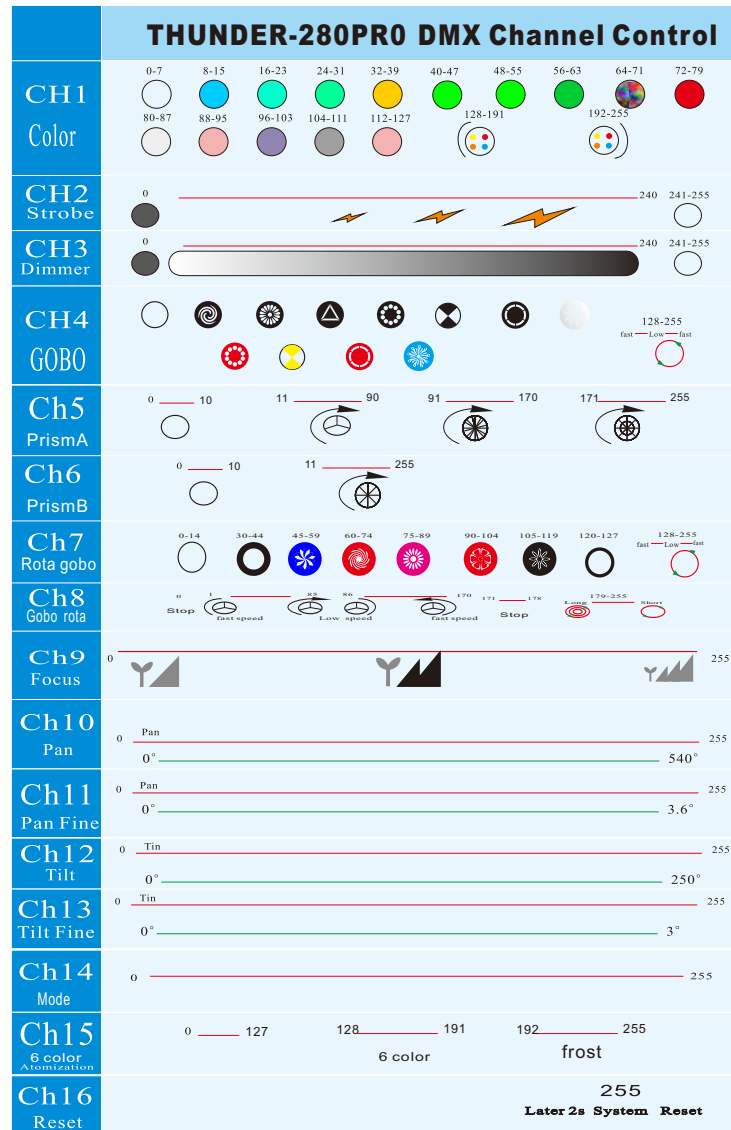 THUNDER-280PR0 DMX Channel Control
CH1
Color
0-7 8-15 16-23 24-31 32-39 40-47 48-55 56-63 64-71 72-79
80-87 88-95 96-103 104-111 112-127 128-191 192-255
CH2
Strobe
0 240 241-255
CH3
Dimmer
0 240 241-255
CH4
GOBO
128-255
fast Low fast
Ch5
PrismA
0 10 11 90 91 170 171 255
Ch6
PrismB
0 10 11 255
Ch7
Rota gobo
0-14 30-44 45-59 60-74 75-89 90-104 105-119 120-127 128-255
fast Low fast
Ch8
Gobo rota
0 1 85 86 170 171 178 179-255
Stop fast speed Low speed fast speed Stop Long Short
Ch9
Focus
0 255
Ch10
Pan
0 Pan 255
0° 540°
Ch11
Pan Fine
0 Pan 255
0° 3.6°
Ch12
Tilt
0 Tin 255
0° 250°
Ch13
Tilt Fine
0 Tin 255
0° 3°
Ch14
Mode
0 255
Ch15
6 color
Atomization
0 127 128 191 192 255
6 color frost
Ch16
Reset
255
Later 2s System Reset